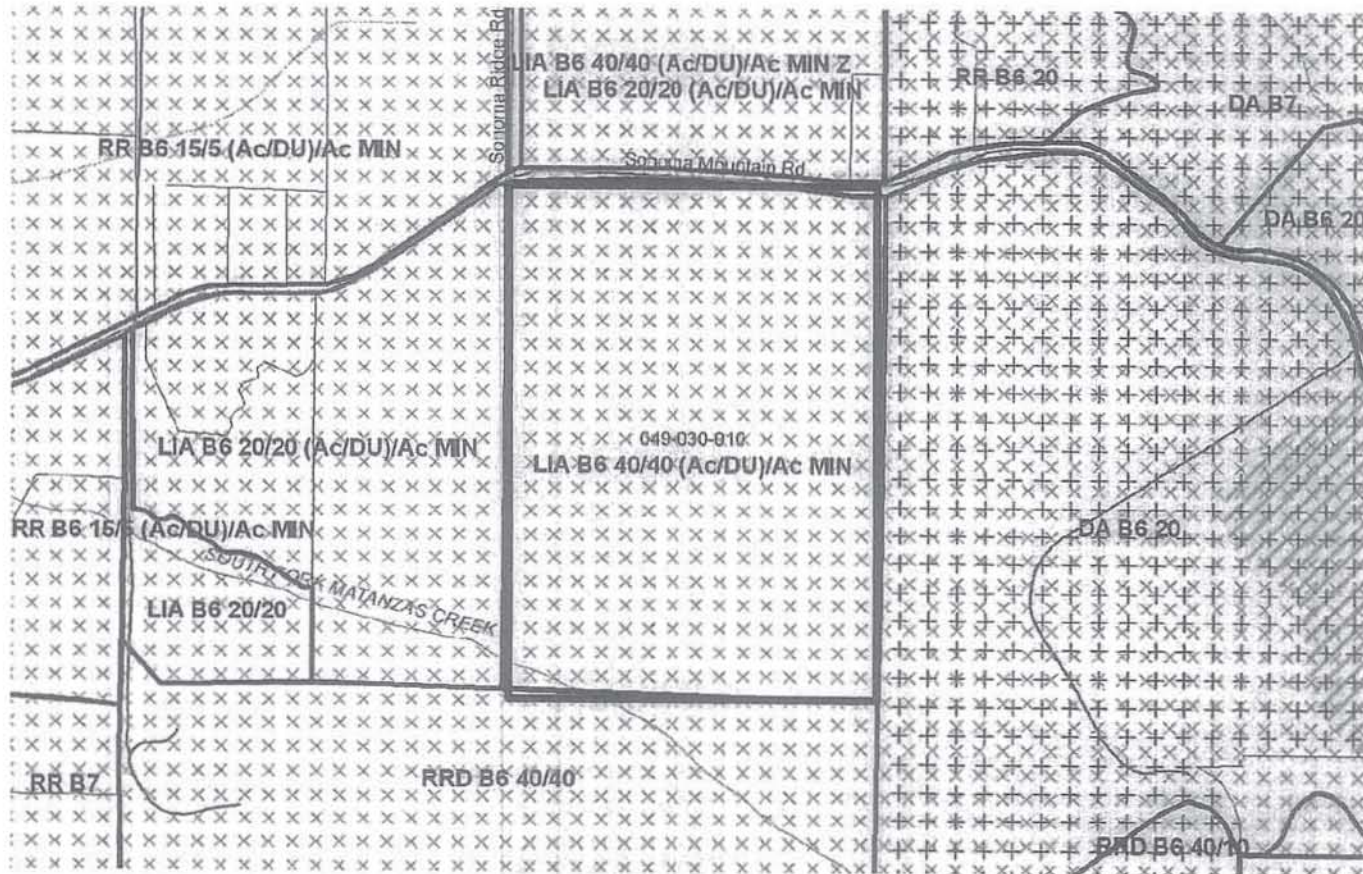 Sonoma Ridge Rd
LIA B6 40/40 (Ac/DU)/Ac MIN Z
LIA B6 20/20 (Ac/DU)/Ac MIN
RR B6 20
DA B7
RR B6 15/5 (Ac/DU)/Ac MIN
Sonoma Mountain Rd
DA B6 20
049-030-010
LIA B6 40/40 (Ac/DU)/Ac MIN
LIA B6 20/20 (Ac/DU)/Ac MIN
RR B6 15/5 (Ac/DU)/Ac MIN
DA B6 20
SOUTH FORK MATANZAS CREEK
LIA B6 20/20
RR B7
RRD B6 40/40
RRD B6 40/10